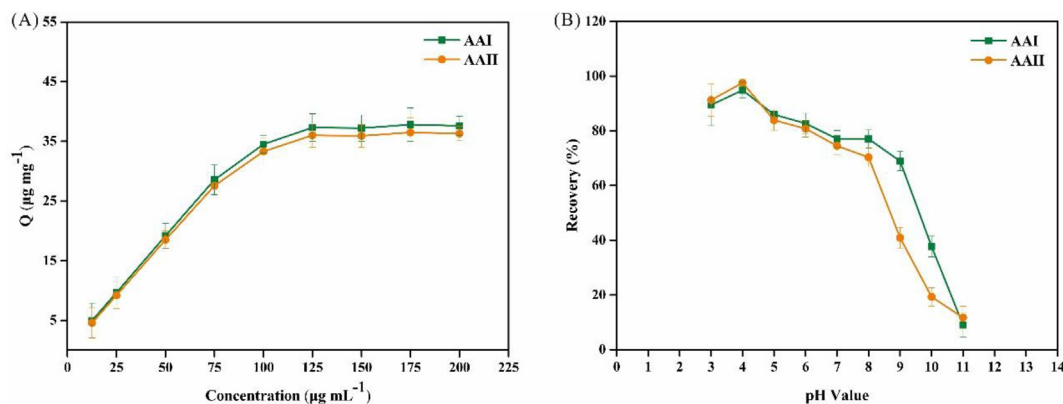 (A)
55
45
35
25
15
5
Q (µg mg⁻¹)
0 25 50 75 100 125 150 175 200 225
Concentration (µg mL⁻¹)
AAI
AAII
(B)
120
100
80
60
40
20
0
Recovery (%)
0 1 2 3 4 5 6 7 8 9 10 11 12 13 14
pH Value
AAI
AAII